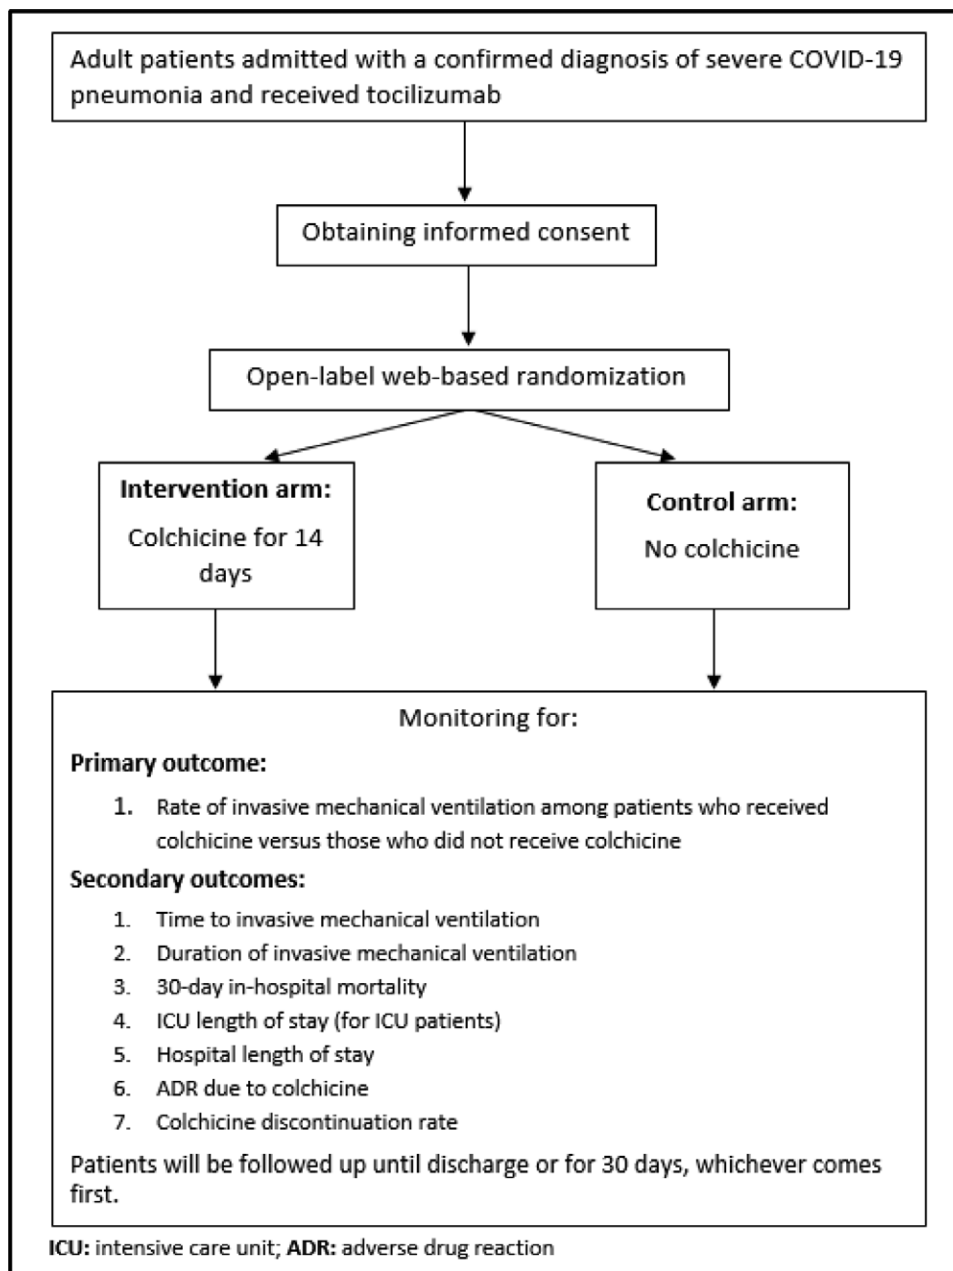 Adult patients admitted with a confirmed diagnosis of severe COVID-19
pneumonia and received tocilizumab
Obtaining informed consent
Open-label web-based randomization
Intervention arm:
Colchicine for 14
days
Control arm:
No colchicine
Monitoring for:
Primary outcome:
1. Rate of invasive mechanical ventilation among patients who received
colchicine versus those who did not receive colchicine
Secondary outcomes:
1. Time to invasive mechanical ventilation
2. Duration of invasive mechanical ventilation
3. 30-day in-hospital mortality
4. ICU length of stay (for ICU patients)
5. Hospital length of stay
6. ADR due to colchicine
7. Colchicine discontinuation rate
Patients will be followed up until discharge or for 30 days, whichever comes
first.
ICU: intensive care unit; ADR: adverse drug reaction